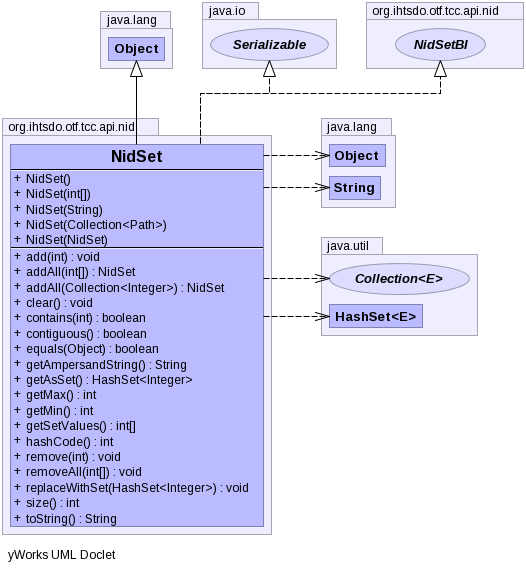 java.lang
Object
java.io
Serializable
org.ihtsdo.otf.tcc.api.nid
NidSetBI
org.ihtsdo.otf.tcc.api.nid
NidSet
+ NidSet()
+ NidSet(int[])
+ NidSet(String)
+ NidSet(Collection<Path>)
+ NidSet(NidSet)
+ add(int) : void
+ addAll(int[]) : NidSet
+ addAll(Collection<Integer>) : NidSet
+ clear() : void
+ contains(int) : boolean
+ contiguous() : boolean
+ equals(Object) : boolean
+ getAmpersandString() : String
+ getAsSet() : HashSet<Integer>
+ getMax() : int
+ getMin() : int
+ getSetValues() : int[]
+ hashCode() : int
+ remove(int) : void
+ removeAll(int[]) : void
+ replaceWithSet(HashSet<Integer>) : void
+ size() : int
+ toString() : String
java.lang
Object
String
java.util
Collection<E>
HashSet<E>
yWorks UML Doclet